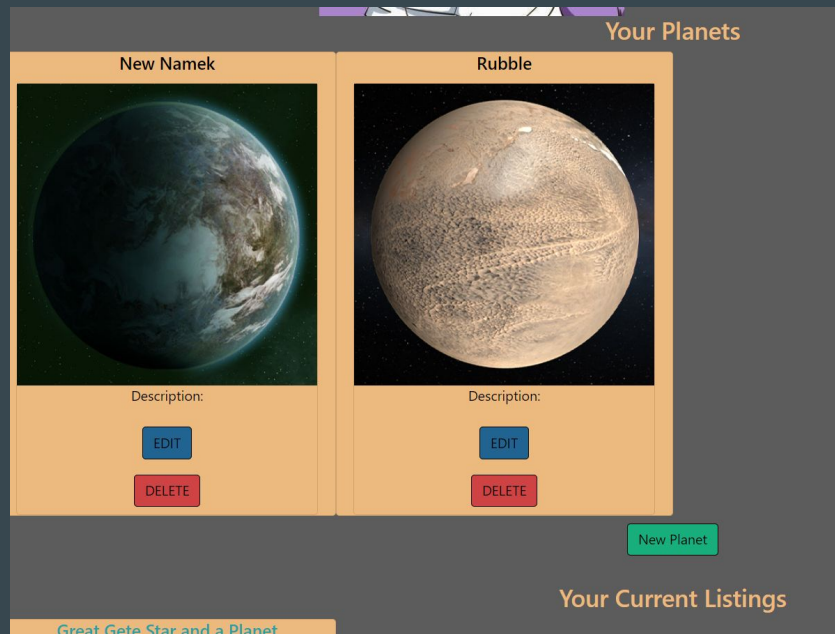 Your Planets
New Namek
Rubble
Description:
Description:
EDIT
EDIT
DELETE
DELETE
New Planet
Your Current Listings
Great Gete Star and a Planet